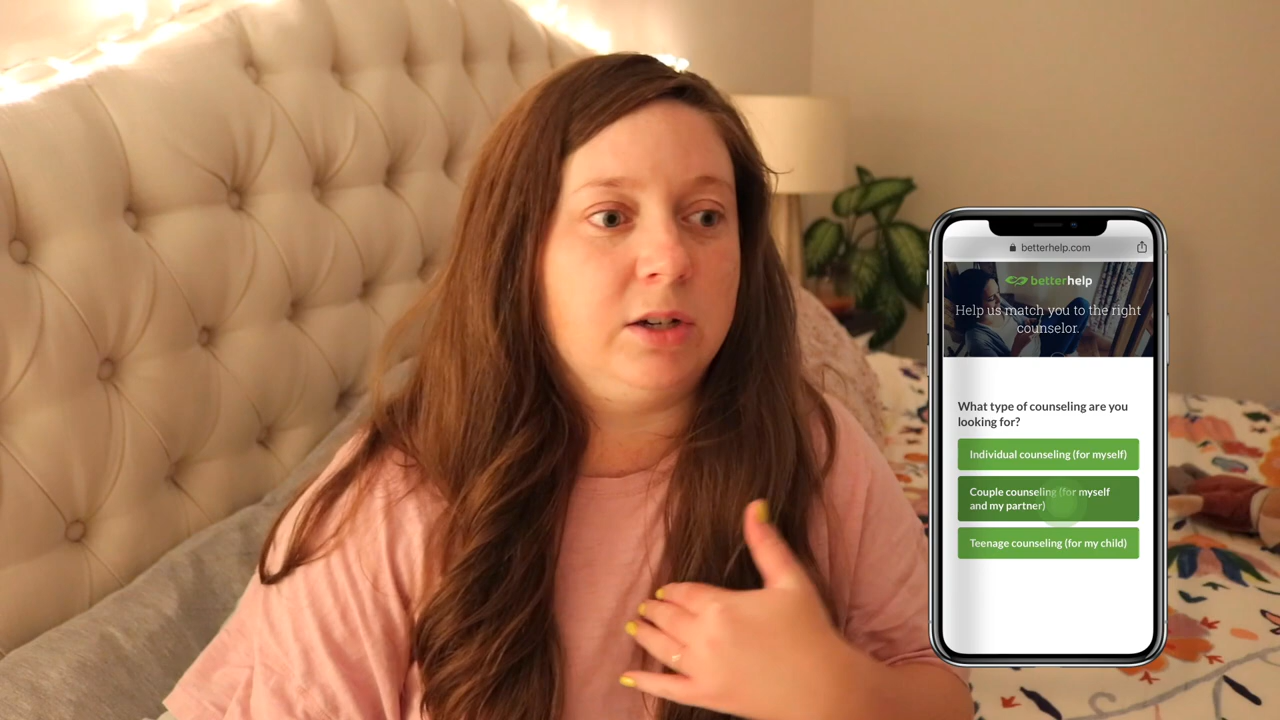 betterhelp.com
betterhelp
Help us match you to the right
counselor.
What type of counseling are you
looking for?
Individual counseling (for myself)
Couple counseling (for myself
and my partner)
Teenage counseling (for my child)